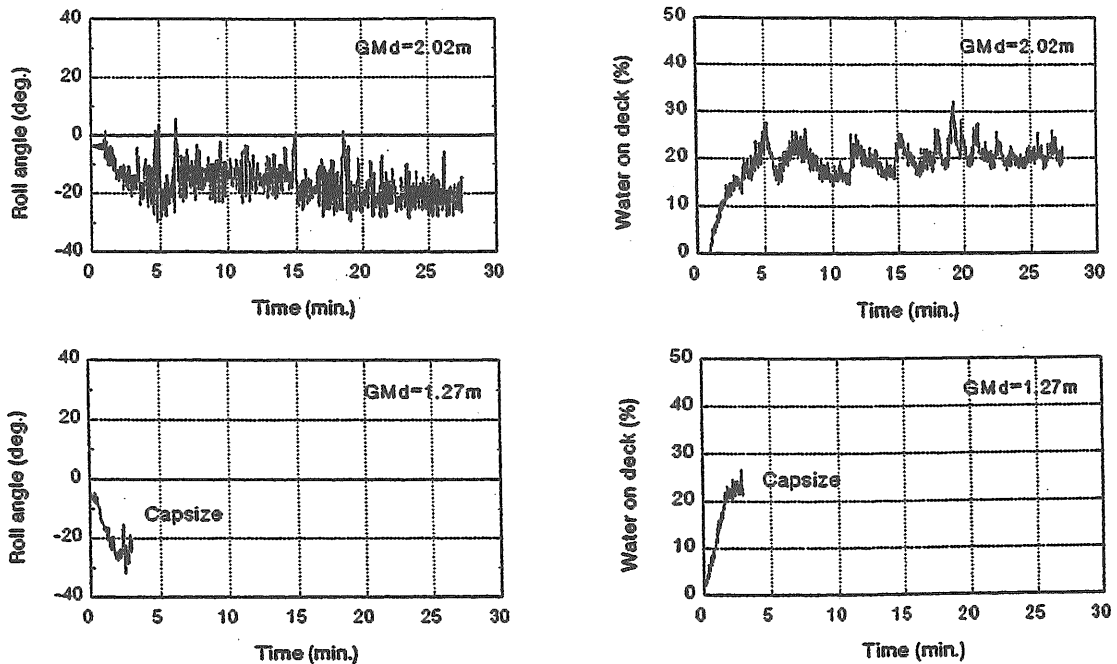 40
20
0
-20
-40
Roll angle (deg.)
GMd=2.02m
0 5 10 15 20 25 30
Time (min.)
50
40
30
20
10
0
Water on deck (%)
GMd=2.02m
0 5 10 15 20 25 30
Time (min.)
40
20
0
-20
-40
Roll angle (deg.)
GMd=1.27m
Capsize
0 5 10 15 20 25 30
Time (min.)
50
40
30
20
10
0
Water on deck (%)
GMd=1.27m
Capsize
0 5 10 15 20 25 30
Time (min.)